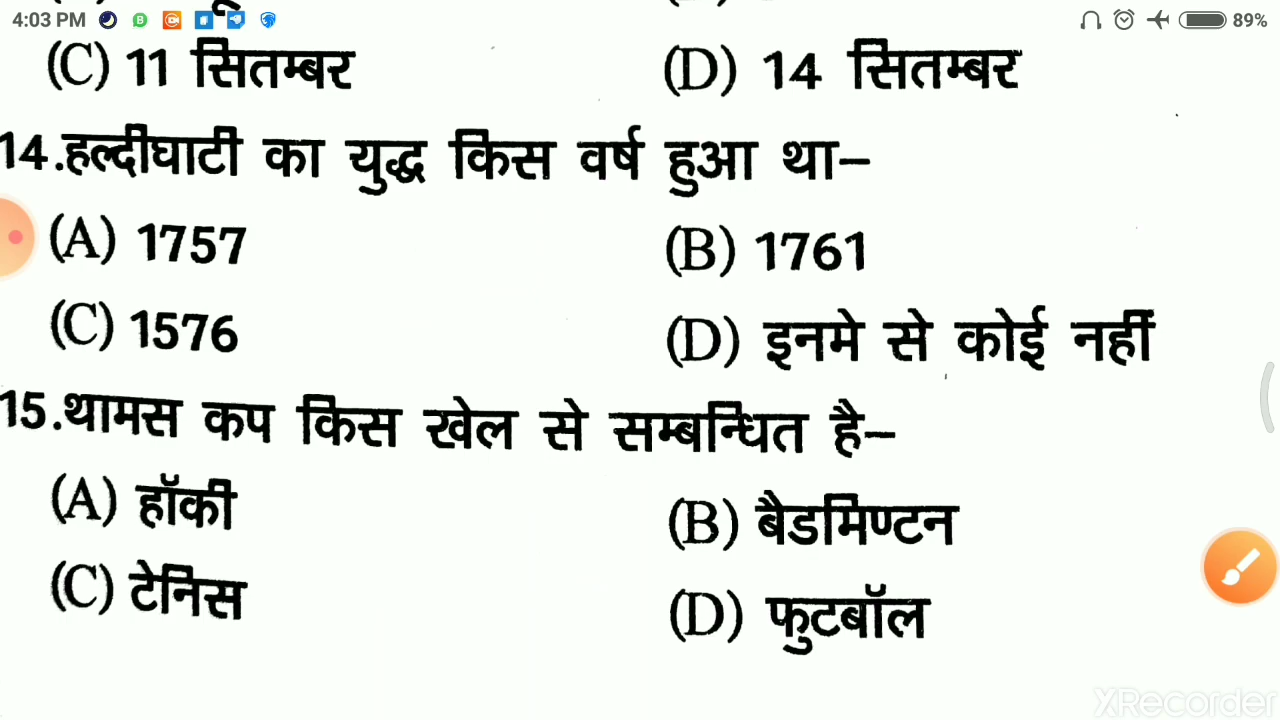 4:03 PM 89%
(C) 11 सितम्बर (D) 14 सितम्बर
14.हल्दीघाटी का युद्ध किस वर्ष हुआ था–
(A) 1757 (B) 1761
(C) 1576 (D) इनमे से कोई नहीं
15.थामस कप किस खेल से सम्बन्धित है–
(A) हॉकी (B) बैडमिण्टन
(C) टेनिस (D) फुटबॉल
XRecorder